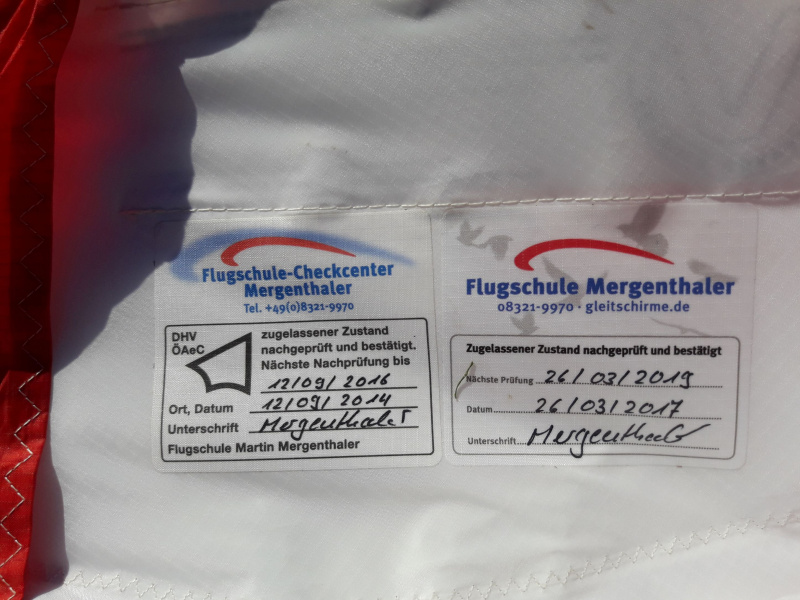 Flugschule-Checkcenter
Mergenthaler
Tel. +49(0)8321-9970
DHV
ÖAeC
zugelassener Zustand
nachgeprüft und bestätigt.
Nächste Nachprüfung bis
12/09/2016
Ort, Datum 12/09/2014
Unterschrift Mergenthaler
Flugschule Martin Mergenthaler
Flugschule Mergenthaler
08321-9970 · gleitschirme.de
Zugelassener Zustand nachgeprüft und bestätigt
Nächste Prüfung 26/03/2019
Datum 26/03/2017
Unterschrift Mergenthaler